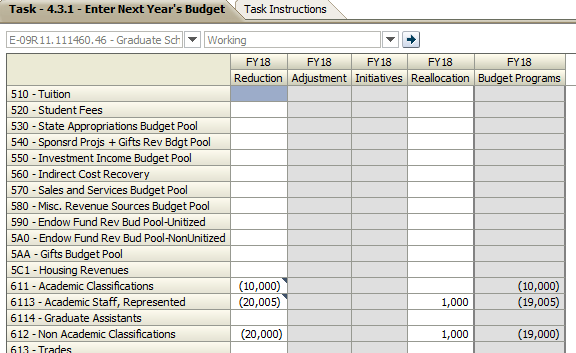 Task - 4.3.1 - Enter Next Year's Budget Task Instructions
E-09R11.111460.46 - Graduate Sch Working
FY18 FY18 FY18 FY18 FY18
Reduction Adjustment Initiatives Reallocation Budget Programs
510 - Tuition
520 - Student Fees
530 - State Appropriations Budget Pool
540 - Sponsrd Projs + Gifts Rev Bdgt Pool
550 - Investment Income Budget Pool
560 - Indirect Cost Recovery
570 - Sales and Services Budget Pool
580 - Misc. Revenue Sources Budget Pool
590 - Endow Fund Rev Bud Pool-Unitized
5A0 - Endow Fund Rev Bud Pool-NonUnitized
5AA - Gifts Budget Pool
5C1 - Housing Revenues
611 - Academic Classifications (10,000) (10,000)
6113 - Academic Staff, Represented (20,005) 1,000 (19,005)
6114 - Graduate Assistants
612 - Non Academic Classifications (20,000) 1,000 (19,000)
613 - Trades